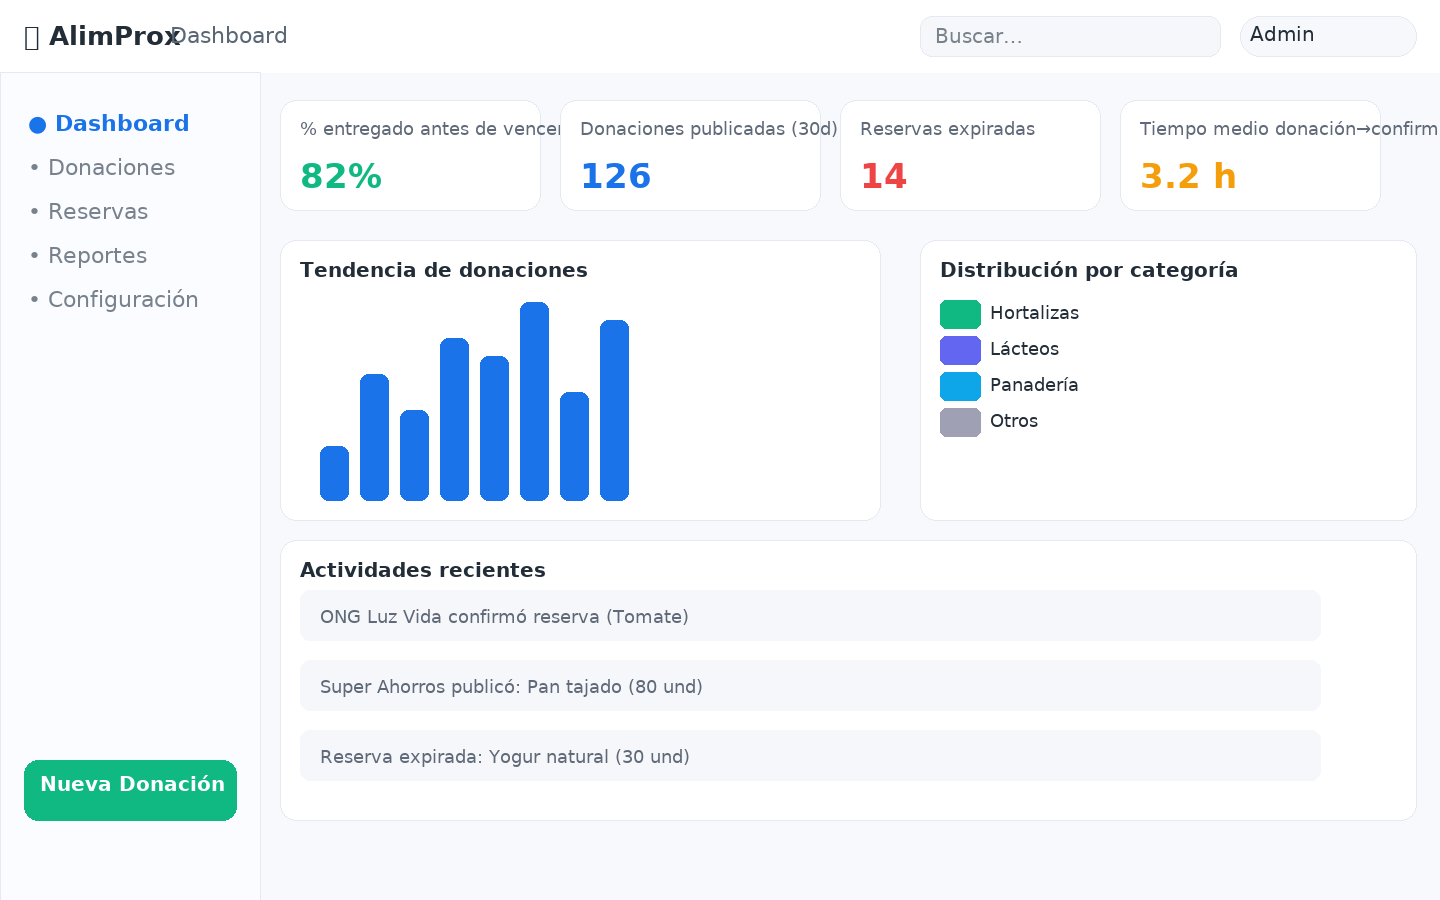 AlimProx
Dashboard
Buscar...
Admin
● Dashboard
• Donaciones
• Reservas
• Reportes
• Configuración
Nueva Donación
% entregado antes de vencer
82%
Donaciones publicadas (30d)
126
Reservas expiradas
14
Tiempo medio donación→confirm
3.2 h
Tendencia de donaciones
Distribución por categoría
Hortalizas
Lácteos
Panadería
Otros
Actividades recientes
ONG Luz Vida confirmó reserva (Tomate)
Super Ahorros publicó: Pan tajado (80 und)
Reserva expirada: Yogur natural (30 und)